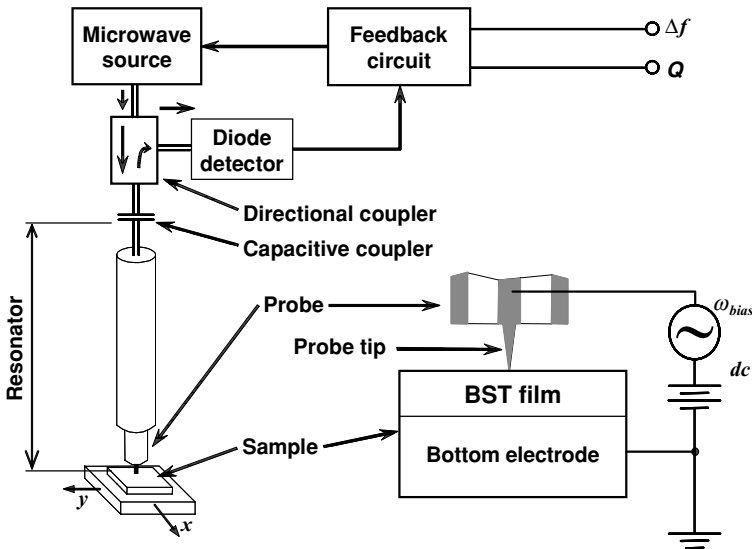 Microwave
source
Feedback
circuit
Δf
Q
Diode
detector
Directional coupler
Capacitive coupler
Resonator
Probe
Probe tip
ω_bias
dc
BST film
Sample
Bottom electrode
y
x